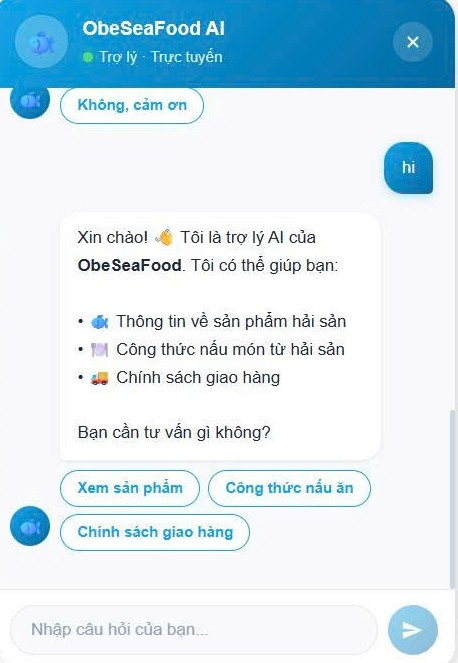 ObeSeaFood AI
Trợ lý · Trực tuyến
Không, cảm ơn
hi
Xin chào! 👋 Tôi là trợ lý AI của
ObeSeaFood. Tôi có thể giúp bạn:
• 🐟 Thông tin về sản phẩm hải sản
• 🍽️ Công thức nấu món từ hải sản
• 🚚 Chính sách giao hàng
Bạn cần tư vấn gì không?
Xem sản phẩm
Công thức nấu ăn
Chính sách giao hàng
Nhập câu hỏi của bạn...